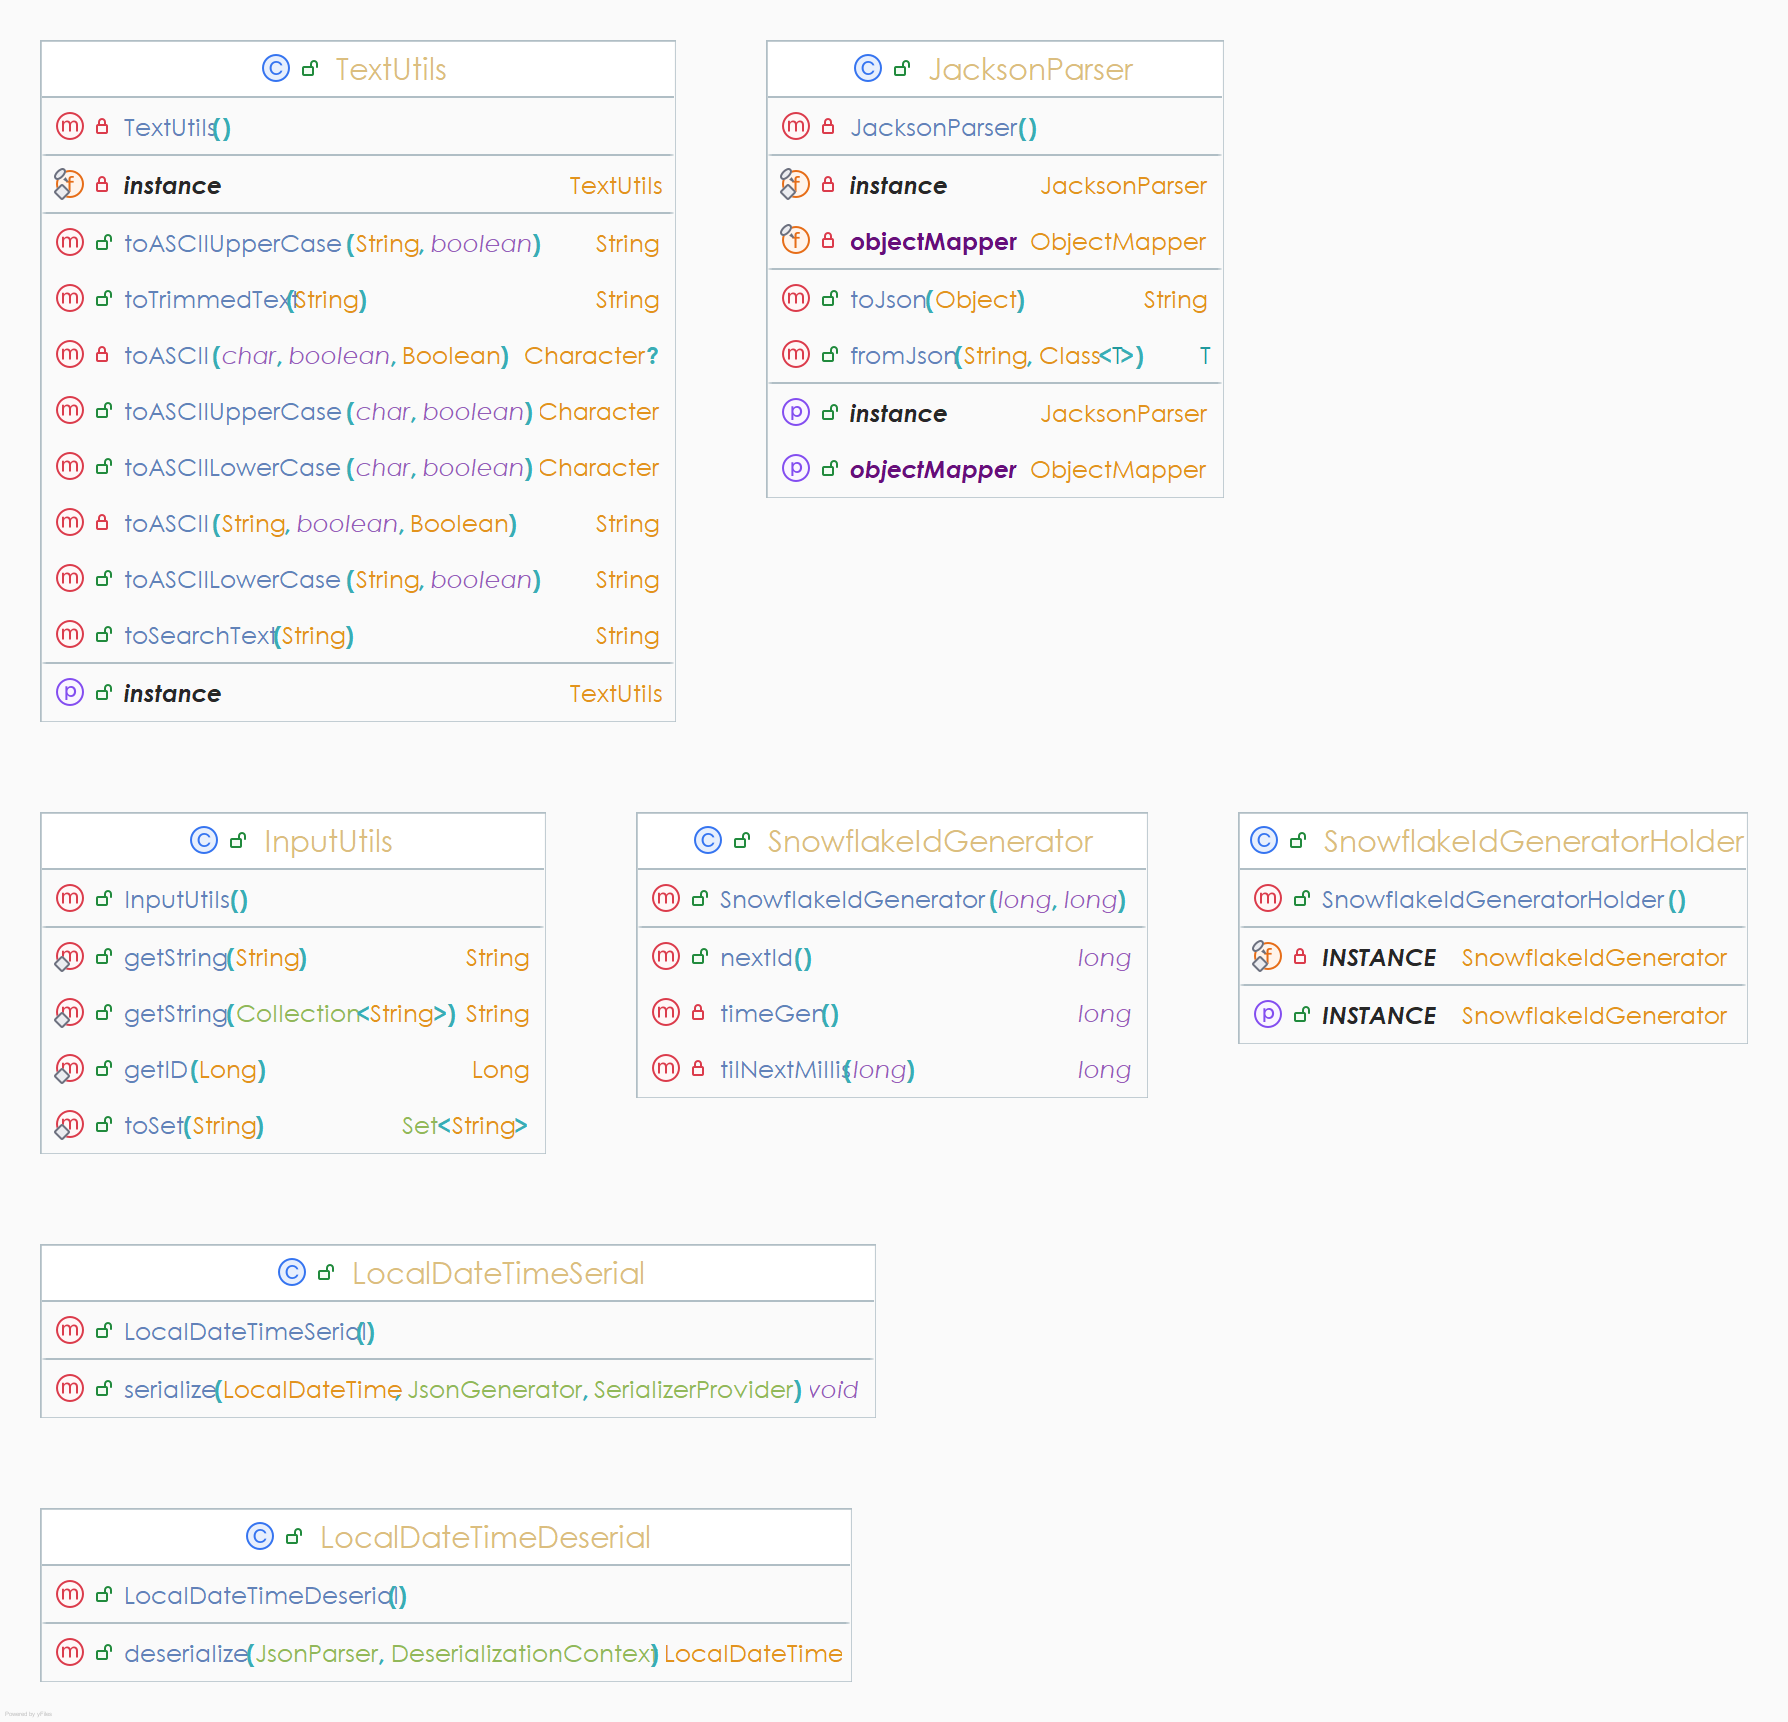 TextUtils
TextUtils()
instance TextUtils
toASCIIUpperCase(String, boolean) String
toTrimmedText(String) String
toASCII(char, boolean, Boolean) Character?
toASCIIUpperCase(char, boolean) Character
toASCIILowerCase(char, boolean) Character
toASCII(String, boolean, Boolean) String
toASCIILowerCase(String, boolean) String
toSearchText(String) String
instance TextUtils
JacksonParser
JacksonParser()
instance JacksonParser
objectMapper ObjectMapper
toJson(Object) String
fromJson(String, Class<T>) T
instance JacksonParser
objectMapper ObjectMapper
InputUtils
InputUtils()
getString(String) String
getString(Collection<String>) String
getID(Long) Long
toSet(String) Set<String>
SnowflakeIdGenerator
SnowflakeIdGenerator(long, long)
nextId() long
timeGen() long
tilNextMillis(long) long
SnowflakeIdGeneratorHolder
SnowflakeIdGeneratorHolder()
INSTANCE SnowflakeIdGenerator
INSTANCE SnowflakeIdGenerator
LocalDateTimeSerial
LocalDateTimeSerial()
serialize(LocalDateTime, JsonGenerator, SerializerProvider) void
LocalDateTimeDeserial
LocalDateTimeDeserial()
deserialize(JsonParser, DeserializationContext) LocalDateTime
Powered by yFiles